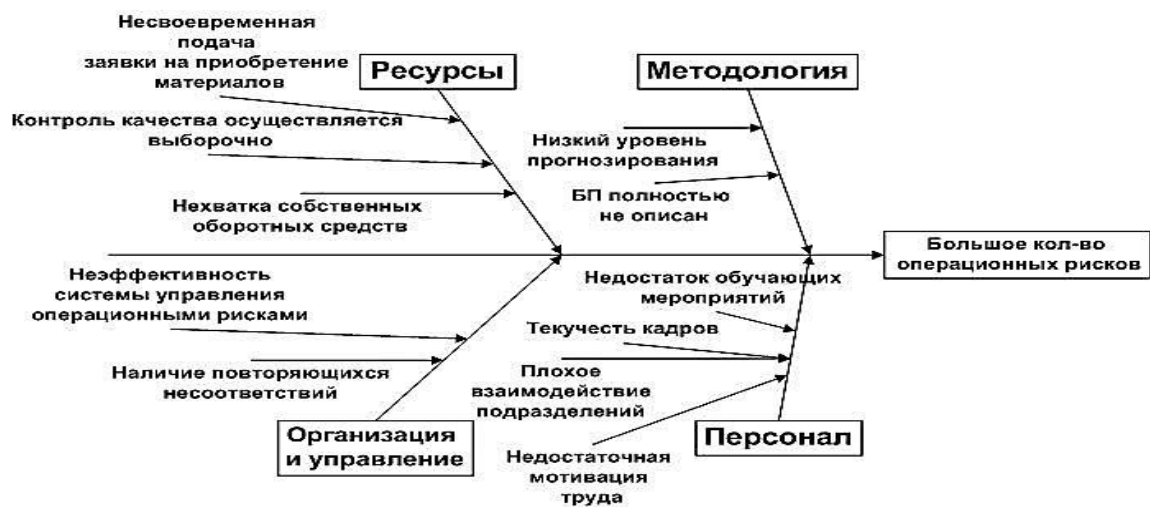 Несвоевременная
подача
заявки на приобретение
материалов
Ресурсы
Методология
Контроль качества осуществляется
выборочно
Низкий уровень
прогнозирования
БП полностью
не описан
Нехватка собственных
оборотных средств
Большое кол-во
операционных рисков
Неэффективность
системы управления
операционными рисками
Недостаток обучающих
мероприятий
Текучесть кадров
Наличие повторяющихся
несоответствий
Плохое
взаимодействие
подразделений
Организация
и управление
Персонал
Недостаточная
мотивация
труда